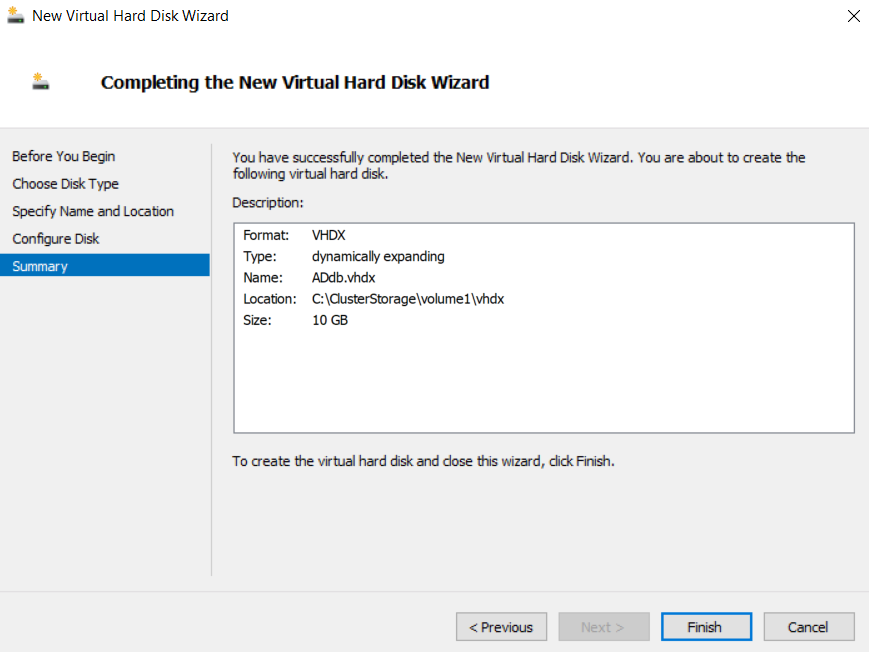 New Virtual Hard Disk Wizard
Completing the New Virtual Hard Disk Wizard
Before You Begin
Choose Disk Type
Specify Name and Location
Configure Disk
Summary
You have successfully completed the New Virtual Hard Disk Wizard. You are about to create the
following virtual hard disk.
Description:
Format: VHDX
Type: dynamically expanding
Name: ADdb.vhdx
Location: C:\ClusterStorage\volume1\vhdx
Size: 10 GB
To create the virtual hard disk and close this wizard, click Finish.
< Previous Next > Finish Cancel